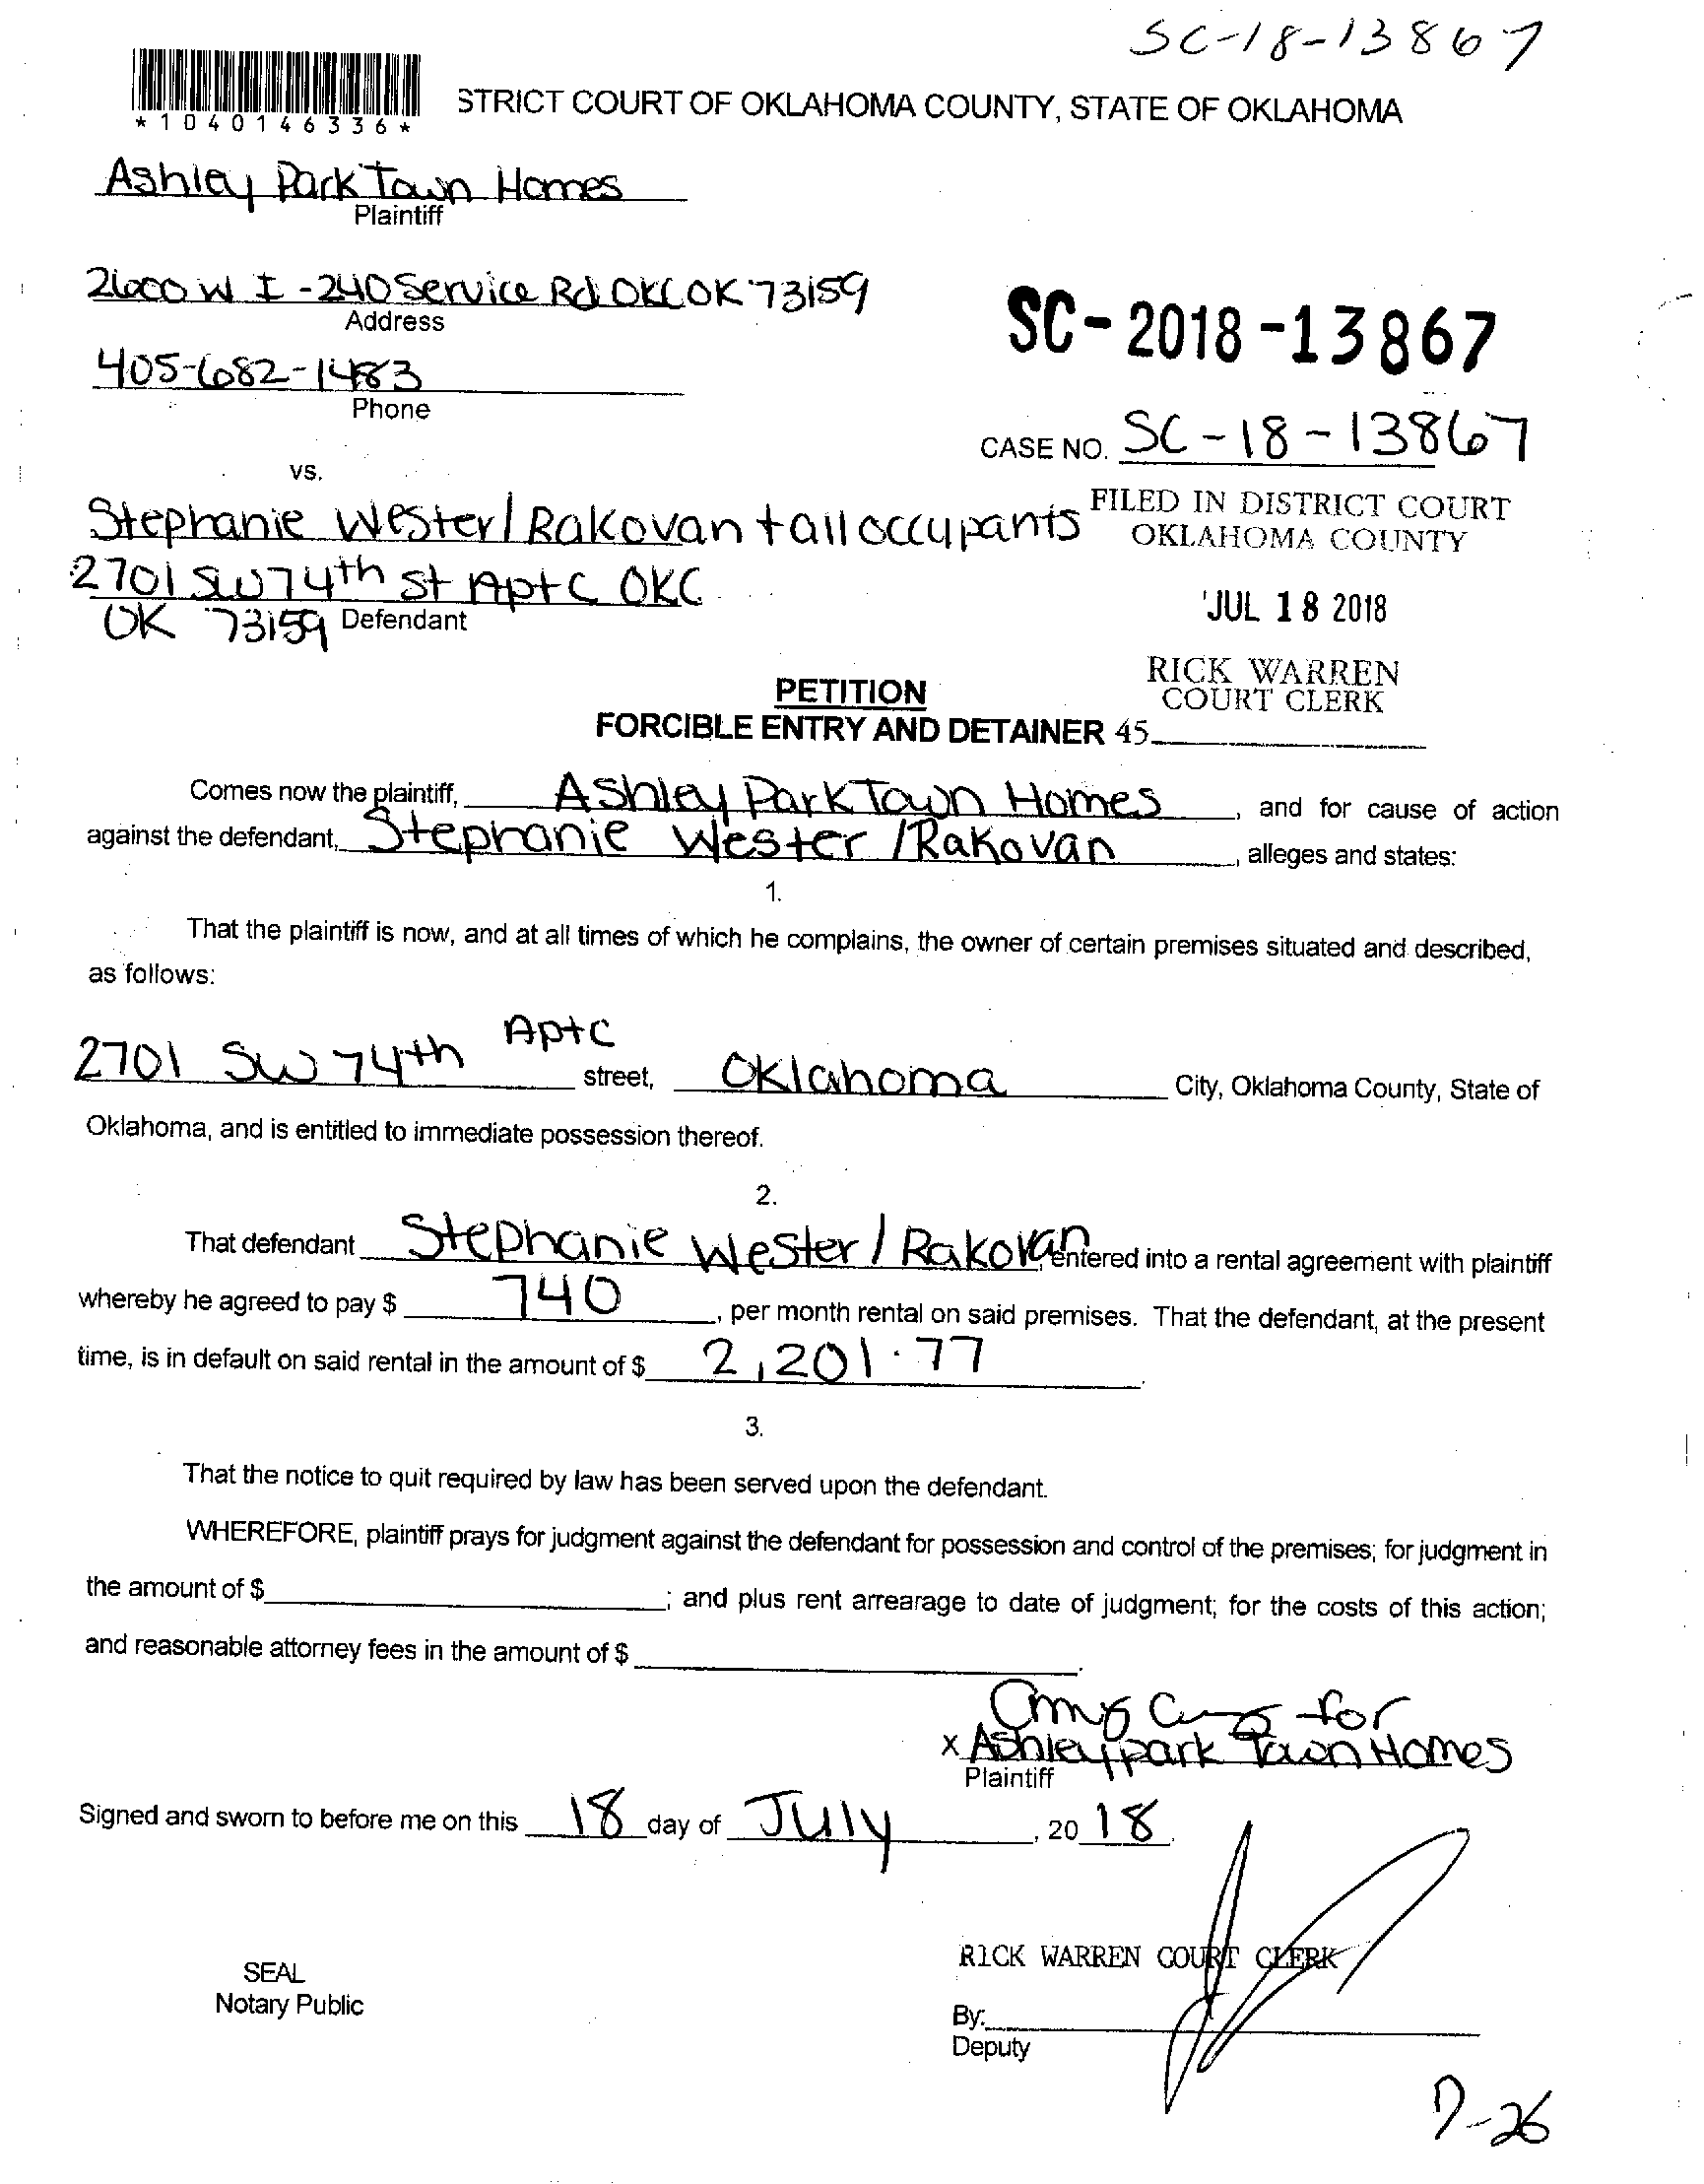 SC-18-13867
*1040146336*
STRICT COURT OF OKLAHOMA COUNTY, STATE OF OKLAHOMA
Ashley Park Town Homes
Plaintiff
2600 W I-240 Service Rd OKC OK 73159
Address
SC-2018-13867
405-682-1483
Phone
CASE NO. SC-18-13867
vs.
FILED IN DISTRICT COURT
OKLAHOMA COUNTY
Stephanie Wester/Rakovan + all occupants
2701 SW 74th St Apt C OKC
OK 73159 Defendant
JUL 18 2018
RICK WARREN
COURT CLERK
PETITION
FORCIBLE ENTRY AND DETAINER 45
Comes now the plaintiff, Ashley Park Town Homes, and for cause of action
against the defendant, Stephanie Wester/Rakovan, alleges and states:
1.
That the plaintiff is now, and at all times of which he complains, the owner of certain premises situated and described,
as follows:
2701 SW 74th Apt C street, Oklahoma City, Oklahoma County, State of
Oklahoma, and is entitled to immediate possession thereof.
2.
That defendant Stephanie Wester/Rakovan, entered into a rental agreement with plaintiff
whereby he agreed to pay $ 740, per month rental on said premises. That the defendant, at the present
time, is in default on said rental in the amount of $ 2,201.77.
3.
That the notice to quit required by law has been served upon the defendant.
WHEREFORE, plaintiff prays for judgment against the defendant for possession and control of the premises; for judgment in
the amount of $ ; and plus rent arrearage to date of judgment; for the costs of this action;
and reasonable attorney fees in the amount of $ .
Amy for
x Ashley park Town Homes
Plaintiff
Signed and sworn to before me on this 18 day of July, 20 18.
RICK WARREN COURT CLERK
SEAL
Notary Public
By:
Deputy
7-26